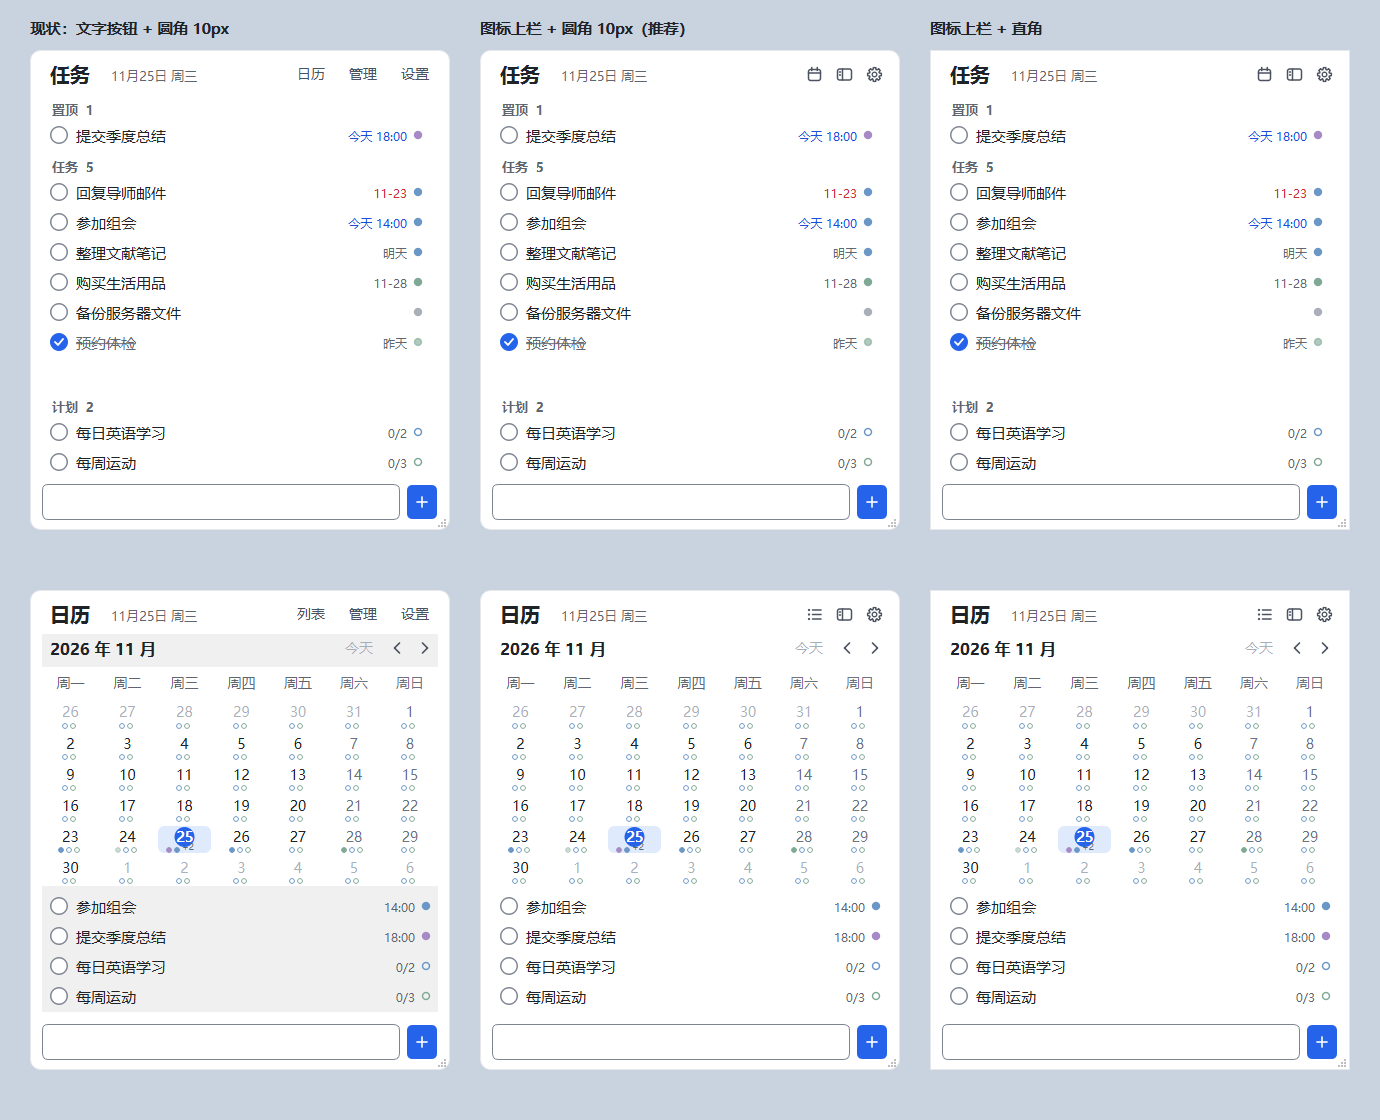 现状：文字按钮 + 圆角 10px
任务 11月25日 周三 日历 管理 设置
置顶 1
提交季度总结 今天 18:00
任务 5
回复导师邮件 11-23
参加组会 今天 14:00
整理文献笔记 明天
购买生活用品 11-28
备份服务器文件
预约体检 昨天
计划 2
每日英语学习 0/2
每周运动 0/3
+
图标上栏 + 圆角 10px（推荐）
任务 11月25日 周三
置顶 1
提交季度总结 今天 18:00
任务 5
回复导师邮件 11-23
参加组会 今天 14:00
整理文献笔记 明天
购买生活用品 11-28
备份服务器文件
预约体检 昨天
计划 2
每日英语学习 0/2
每周运动 0/3
+
图标上栏 + 直角
任务 11月25日 周三
置顶 1
提交季度总结 今天 18:00
任务 5
回复导师邮件 11-23
参加组会 今天 14:00
整理文献笔记 明天
购买生活用品 11-28
备份服务器文件
预约体检 昨天
计划 2
每日英语学习 0/2
每周运动 0/3
+
日历 11月25日 周三 列表 管理 设置
2026 年 11 月 今天
周一 周二 周三 周四 周五 周六 周日
26 27 28 29 30 31 1
2 3 4 5 6 7 8
9 10 11 12 13 14 15
16 17 18 19 20 21 22
23 24 25 26 27 28 29
30 1 2 3 4 5 6
参加组会 14:00
提交季度总结 18:00
每日英语学习 0/2
每周运动 0/3
+
日历 11月25日 周三
2026 年 11 月 今天
周一 周二 周三 周四 周五 周六 周日
26 27 28 29 30 31 1
2 3 4 5 6 7 8
9 10 11 12 13 14 15
16 17 18 19 20 21 22
23 24 25 26 27 28 29
30 1 2 3 4 5 6
参加组会 14:00
提交季度总结 18:00
每日英语学习 0/2
每周运动 0/3
+
日历 11月25日 周三
2026 年 11 月 今天
周一 周二 周三 周四 周五 周六 周日
26 27 28 29 30 31 1
2 3 4 5 6 7 8
9 10 11 12 13 14 15
16 17 18 19 20 21 22
23 24 25 26 27 28 29
30 1 2 3 4 5 6
参加组会 14:00
提交季度总结 18:00
每日英语学习 0/2
每周运动 0/3
+